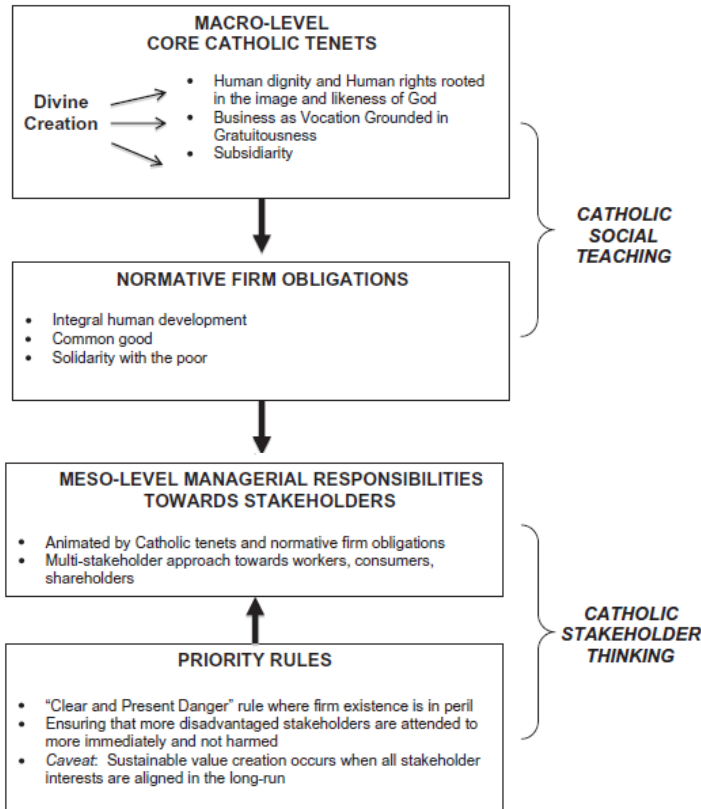 MACRO-LEVEL
CORE CATHOLIC TENETS
Divine
Creation
• Human dignity and Human rights rooted
in the image and likeness of God
• Business as Vocation Grounded in
Gratuitousness
• Subsidiarity
CATHOLIC
SOCIAL
TEACHING
NORMATIVE FIRM OBLIGATIONS
• Integral human development
• Common good
• Solidarity with the poor
MESO-LEVEL MANAGERIAL RESPONSIBILITIES
TOWARDS STAKEHOLDERS
• Animated by Catholic tenets and normative firm obligations
• Multi-stakeholder approach towards workers, consumers,
shareholders
CATHOLIC
STAKEHOLDER
THINKING
PRIORITY RULES
• “Clear and Present Danger” rule where firm existence is in peril
• Ensuring that more disadvantaged stakeholders are attended to
more immediately and not harmed
• Caveat: Sustainable value creation occurs when all stakeholder
interests are aligned in the long-run